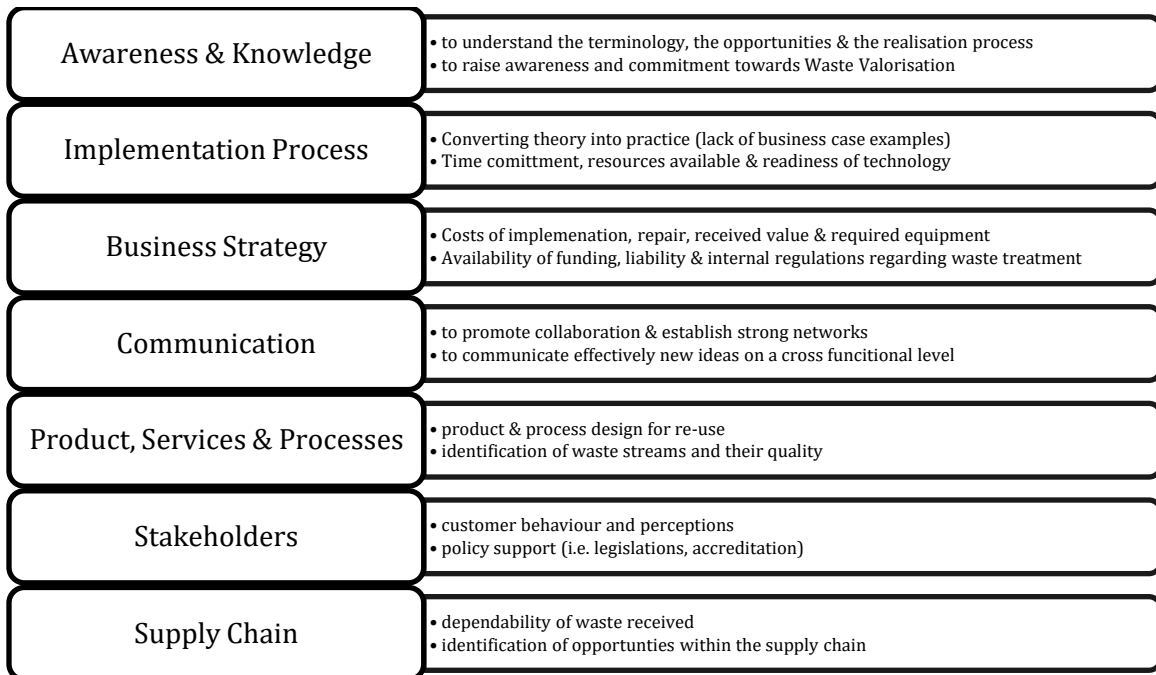 Awareness & Knowledge
• to understand the terminology, the opportunities & the realisation process
• to raise awareness and commitment towards Waste Valorisation
Implementation Process
• Converting theory into practice (lack of business case examples)
• Time comittment, resources available & readiness of technology
Business Strategy
• Costs of implemenation, repair, received value & required equipment
• Availability of funding, liability & internal regulations regarding waste treatment
Communication
• to promote collaboration & establish strong networks
• to communicate effectively new ideas on a cross funcitional level
Product, Services & Processes
• product & process design for re-use
• identification of waste streams and their quality
Stakeholders
• customer behaviour and perceptions
• policy support (i.e. legislations, accreditation)
Supply Chain
• dependability of waste received
• identification of opportunties within the supply chain